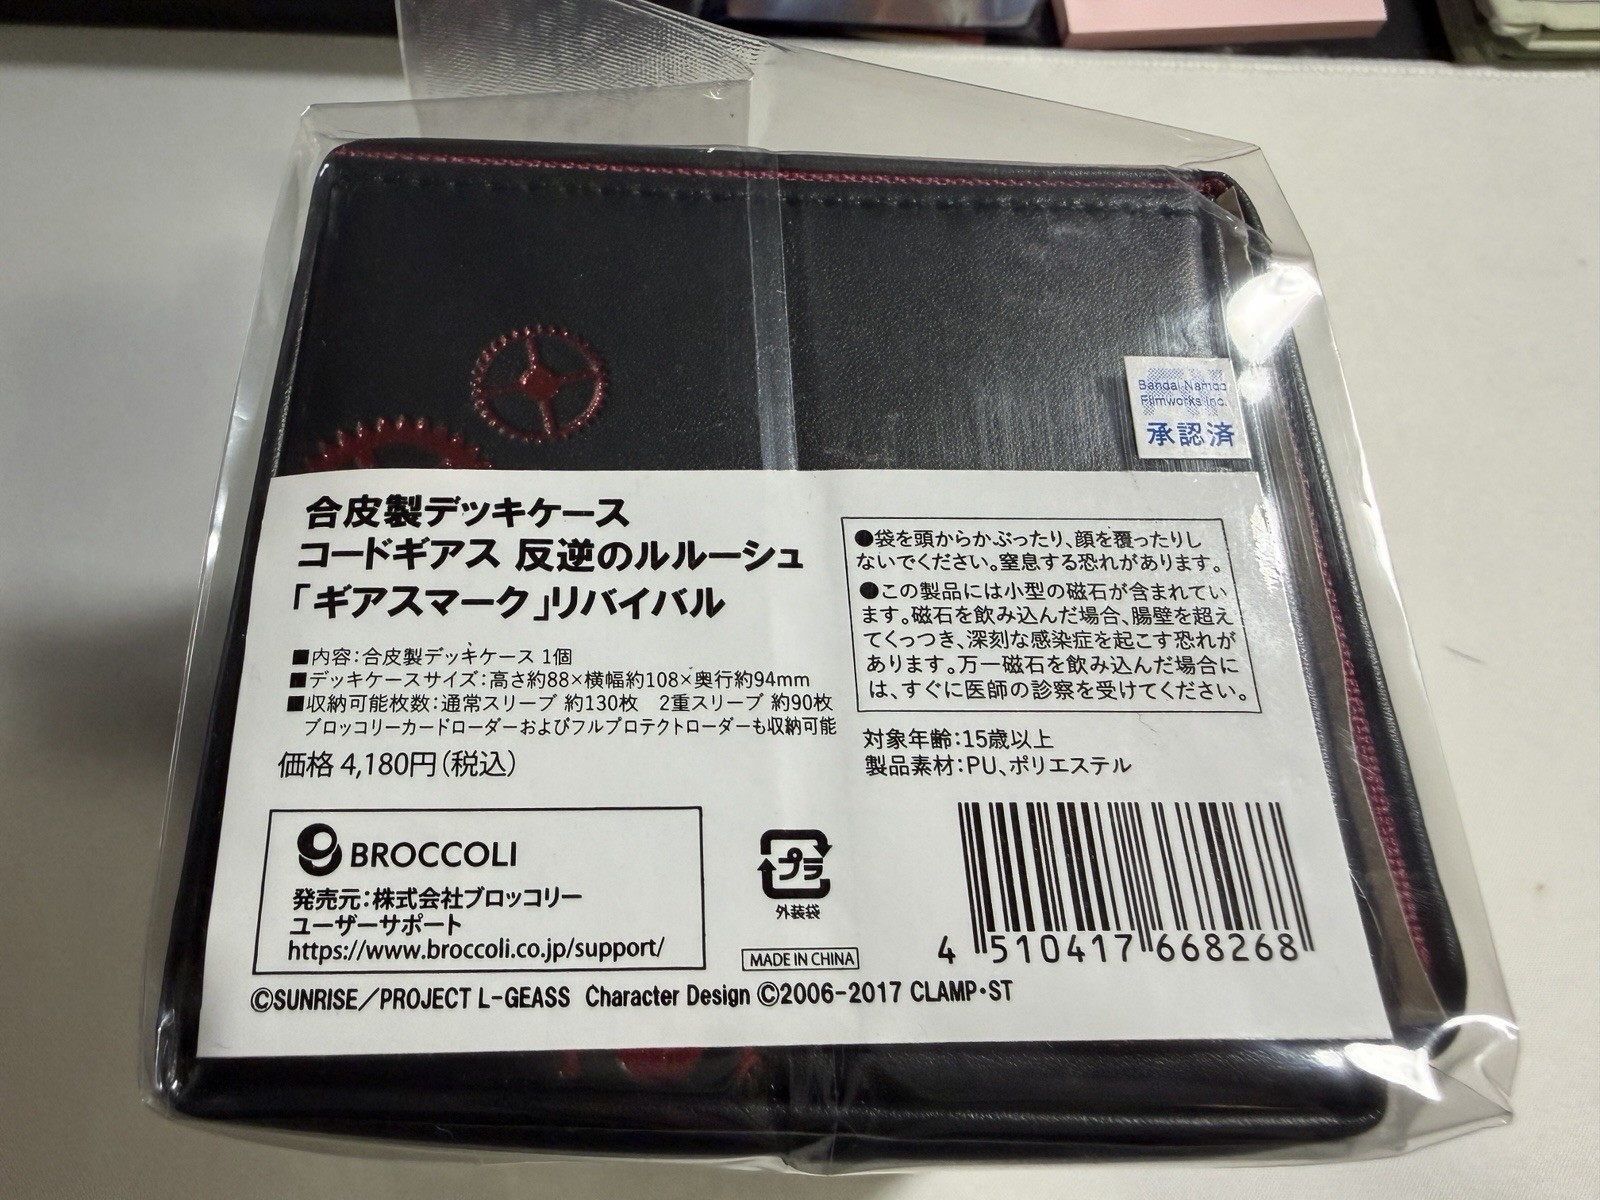 Bandai Namco
Filmworks Inc.
承認済
合皮製デッキケース
コードギアス 反逆のルルーシュ
「ギアスマーク」リバイバル
■内容:合皮製デッキケース 1個
■デッキケースサイズ:高さ約88×横幅約108×奥行約94mm
■収納可能枚数:通常スリーブ 約130枚 2重スリーブ 約90枚
ブロッコリーカードローダーおよびフルプロテクトローダーも収納可能
価格 4,180円(税込)
●袋を頭からかぶったり、顔を覆ったりし
ないでください。窒息する恐れがあります。
●この製品には小型の磁石が含まれてい
ます。磁石を飲み込んだ場合、腸壁を超え
てくっつき、深刻な感染症を起こす恐れが
あります。万一磁石を飲み込んだ場合に
は、すぐに医師の診察を受けてください。
対象年齢:15歳以上
製品素材:PU、ポリエステル
BROCCOLI
発売元:株式会社ブロッコリー
ユーザーサポート
https://www.broccoli.co.jp/support/
プラ
外装袋
MADE IN CHINA
4 510417 668268
©SUNRISE/PROJECT L-GEASS Character Design ©2006-2017 CLAMP・ST